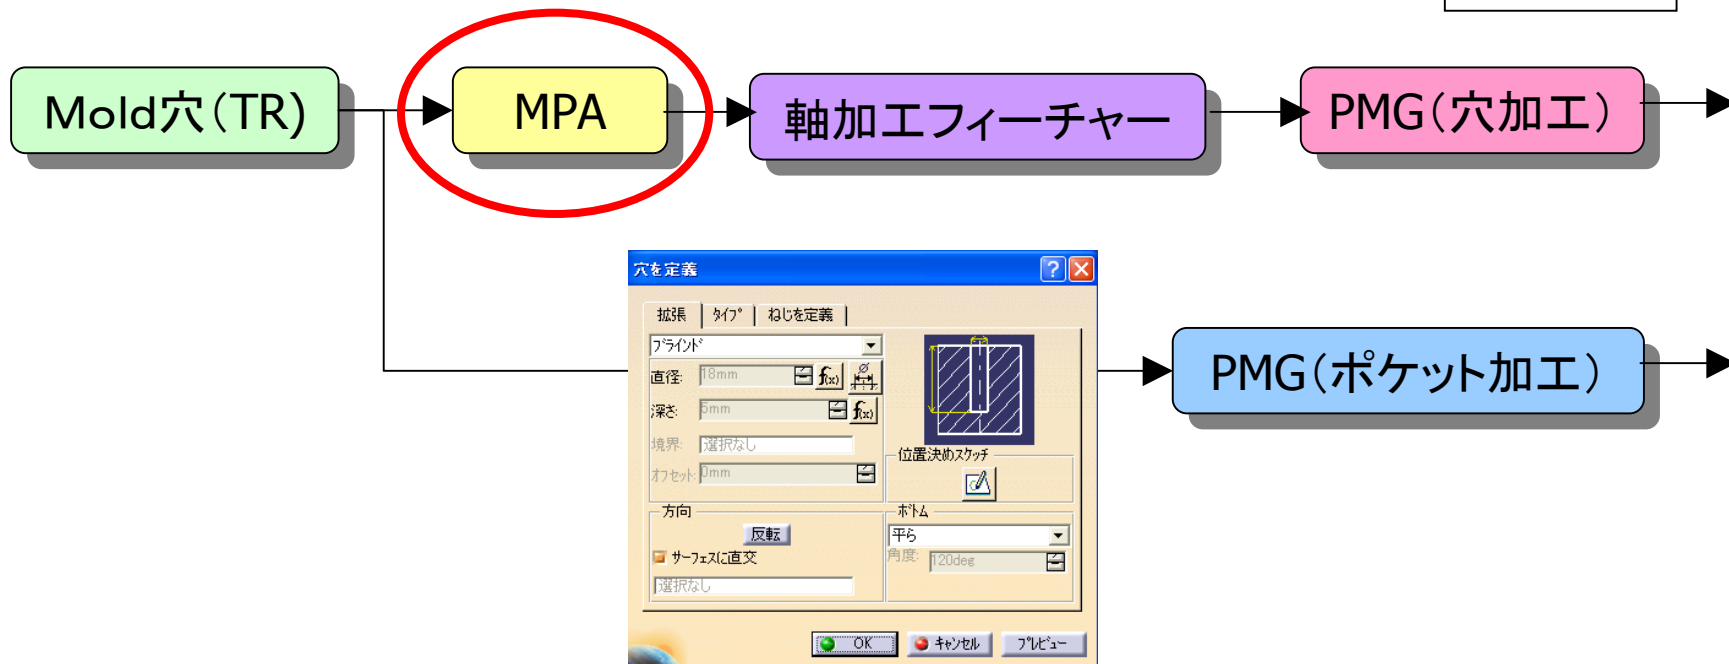 Mold穴(TR)
MPA
軸加工フィーチャー
PMG(穴加工)
穴を定義
拡張
タイプ
ねじを定義
ブラインド
直径: 18mm
f(x)
深さ: 5mm
f(x)
境界: 選択なし
オフセット: 0mm
位置決めスケッチ
方向
反転
サーフェスに直交
選択なし
ボトム
平ら
角度: 120deg
OK
キャンセル
プレビュー
PMG(ポケット加工)